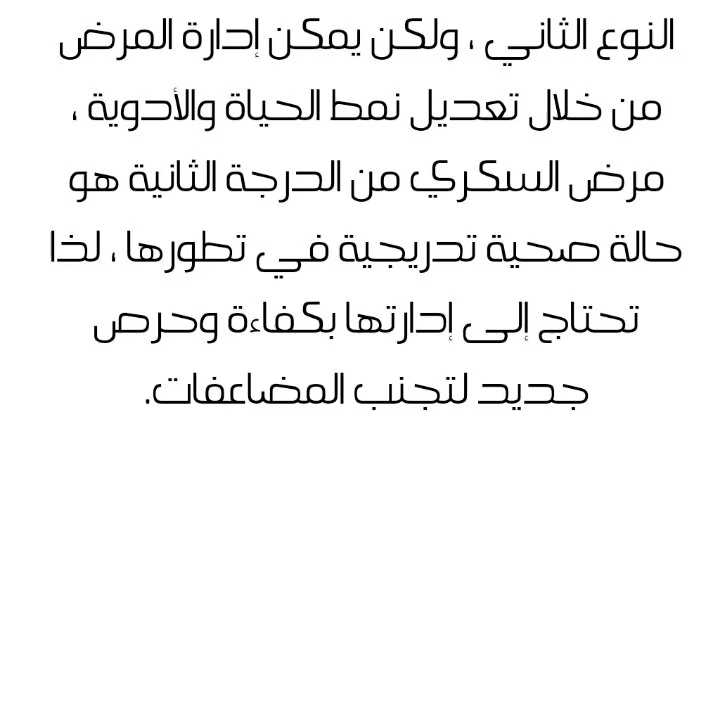 النوع الثاني ، ولكن يمكن إدارة المرض
من خلال تعديل نمط الحياة والأدوية ،
مرض السكري من الدرجة الثانية هو
حالة صحية تدريجية في تطورها ، لذا
تحتاج إلى إدارتها بكفاءة وحرص
جديد لتجنب المضاعفات.